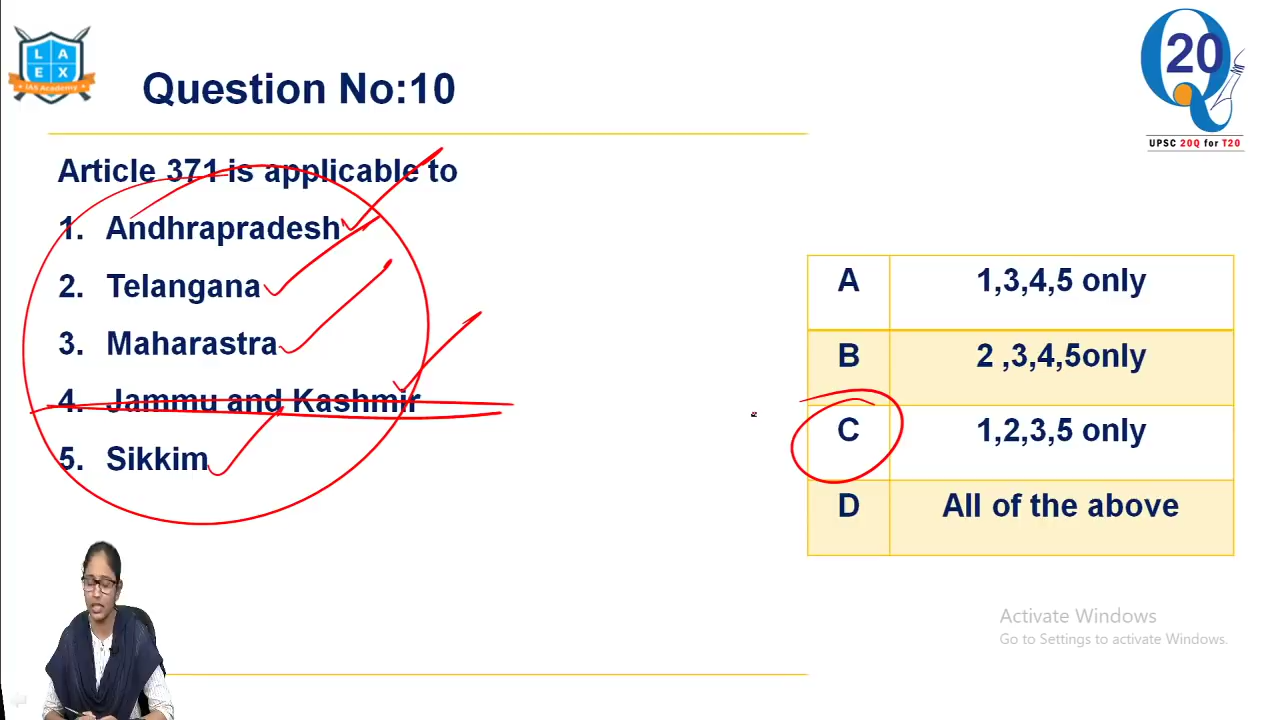 L A
E X
IAS Academy
Question No:10
20
UPSC 20Q for T20
Article 371 is applicable to
1. Andhrapradesh
2. Telangana
3. Maharastra
4. Jammu and Kashmir
5. Sikkim
A 1,3,4,5 only
B 2 ,3,4,5only
C 1,2,3,5 only
D All of the above
Activate Windows
Go to Settings to activate Windows.